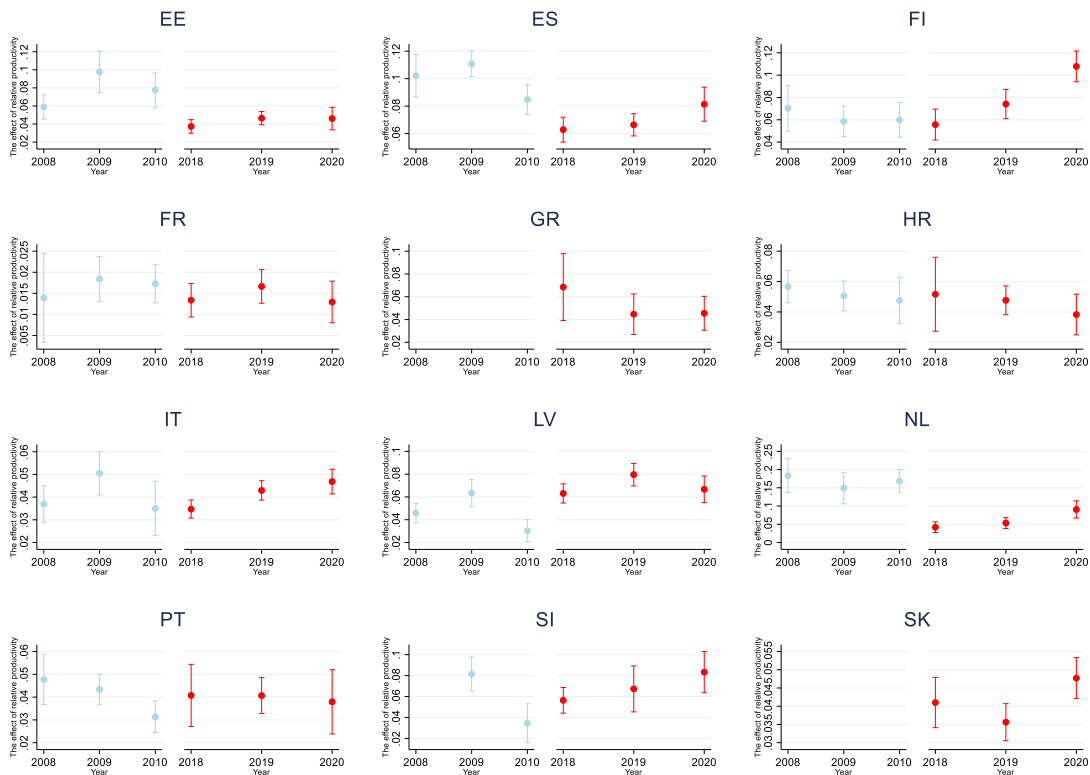 EE
The effect of relative productivity
.02 .04 .06 .08 .1 .12
2008 2009 2010 2018 2019 2020
Year Year
ES
The effect of relative productivity
.06 .08 .1 .12
2008 2009 2010 2018 2019 2020
Year Year
FI
The effect of relative productivity
.02 .04 .06 .08 .1 .12
2008 2009 2010 2018 2019 2020
Year Year
FR
The effect of relative productivity
.005 .01 .015 .02 .025
2008 2009 2010 2018 2019 2020
Year Year
GR
The effect of relative productivity
.02 .04 .06 .08 .1
2018 2019 2020
Year
HR
The effect of relative productivity
.02 .04 .06 .08
2008 2009 2010 2018 2019 2020
Year Year
IT
The effect of relative productivity
.02 .03 .04 .05 .06
2008 2009 2010 2018 2019 2020
Year Year
LV
The effect of relative productivity
.02 .04 .06 .08 .1
2008 2009 2010 2018 2019 2020
Year Year
NL
The effect of relative productivity
0 .05 .1 .15 .2 .25
2008 2009 2010 2018 2019 2020
Year Year
PT
The effect of relative productivity
.02 .03 .04 .05 .06
2008 2009 2010 2018 2019 2020
Year Year
SI
The effect of relative productivity
.02 .04 .06 .08 .1
2009 2010 2018 2019 2020
Year Year
SK
The effect of relative productivity
.03 .035 .04 .045 .05 .055
2018 2019 2020
Year